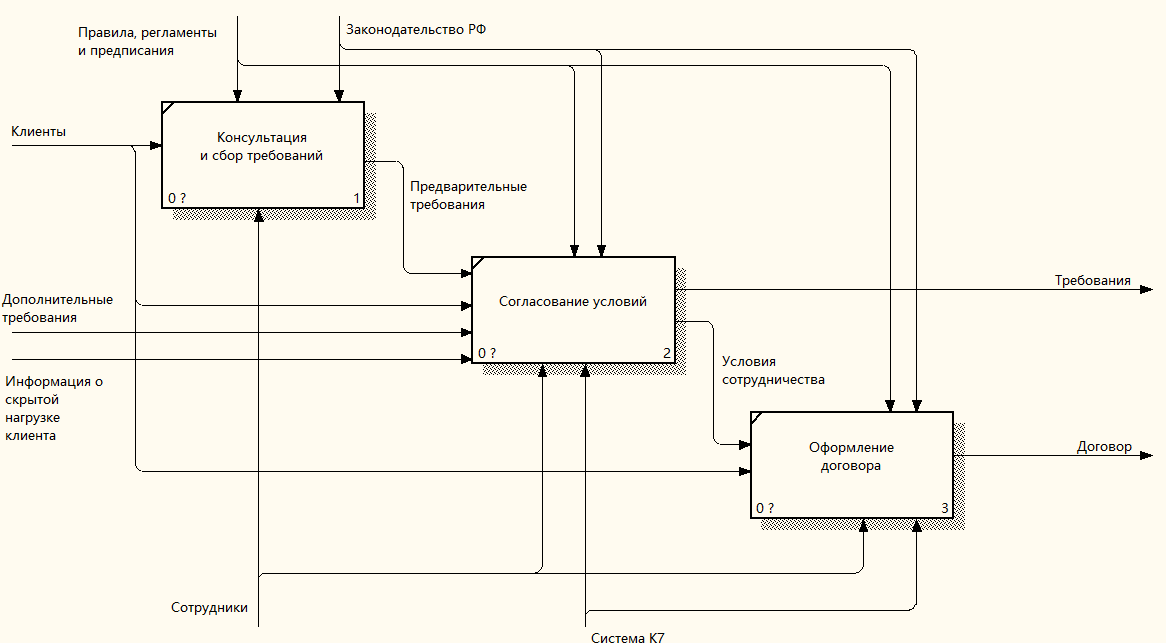 Правила, регламенты
и предписания
Законодательство РФ
Клиенты
Консультация
и сбор требований
0 ?
1
Предварительные
требования
Дополнительные
требования
Согласование условий
0 ?
2
Требования
Информация о
скрытой
нагрузке
клиента
Условия
сотрудничества
Оформление
договора
0 ?
3
Договор
Сотрудники
Система К7